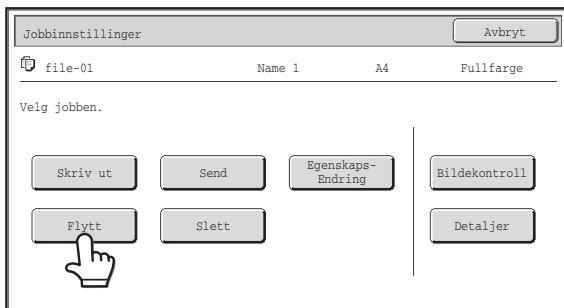 Jobbinnstillinger Avbryt
file-01 Name 1 A4 Fullfarge
Velg jobben.
Skriv ut Send Egenskaps-
Endring Bildekontroll
Flytt Slett Detaljer